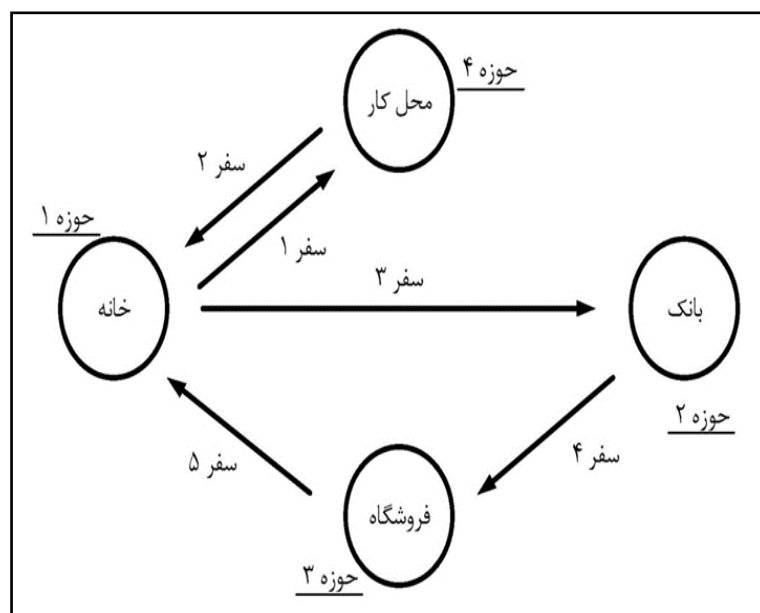 حوزه ۴
محل کار
سفر ۲
سفر ۱
حوزه ۱
خانه
سفر ۳
بانک
حوزه ۲
سفر ۴
سفر ۵
فروشگاه
حوزه ۳